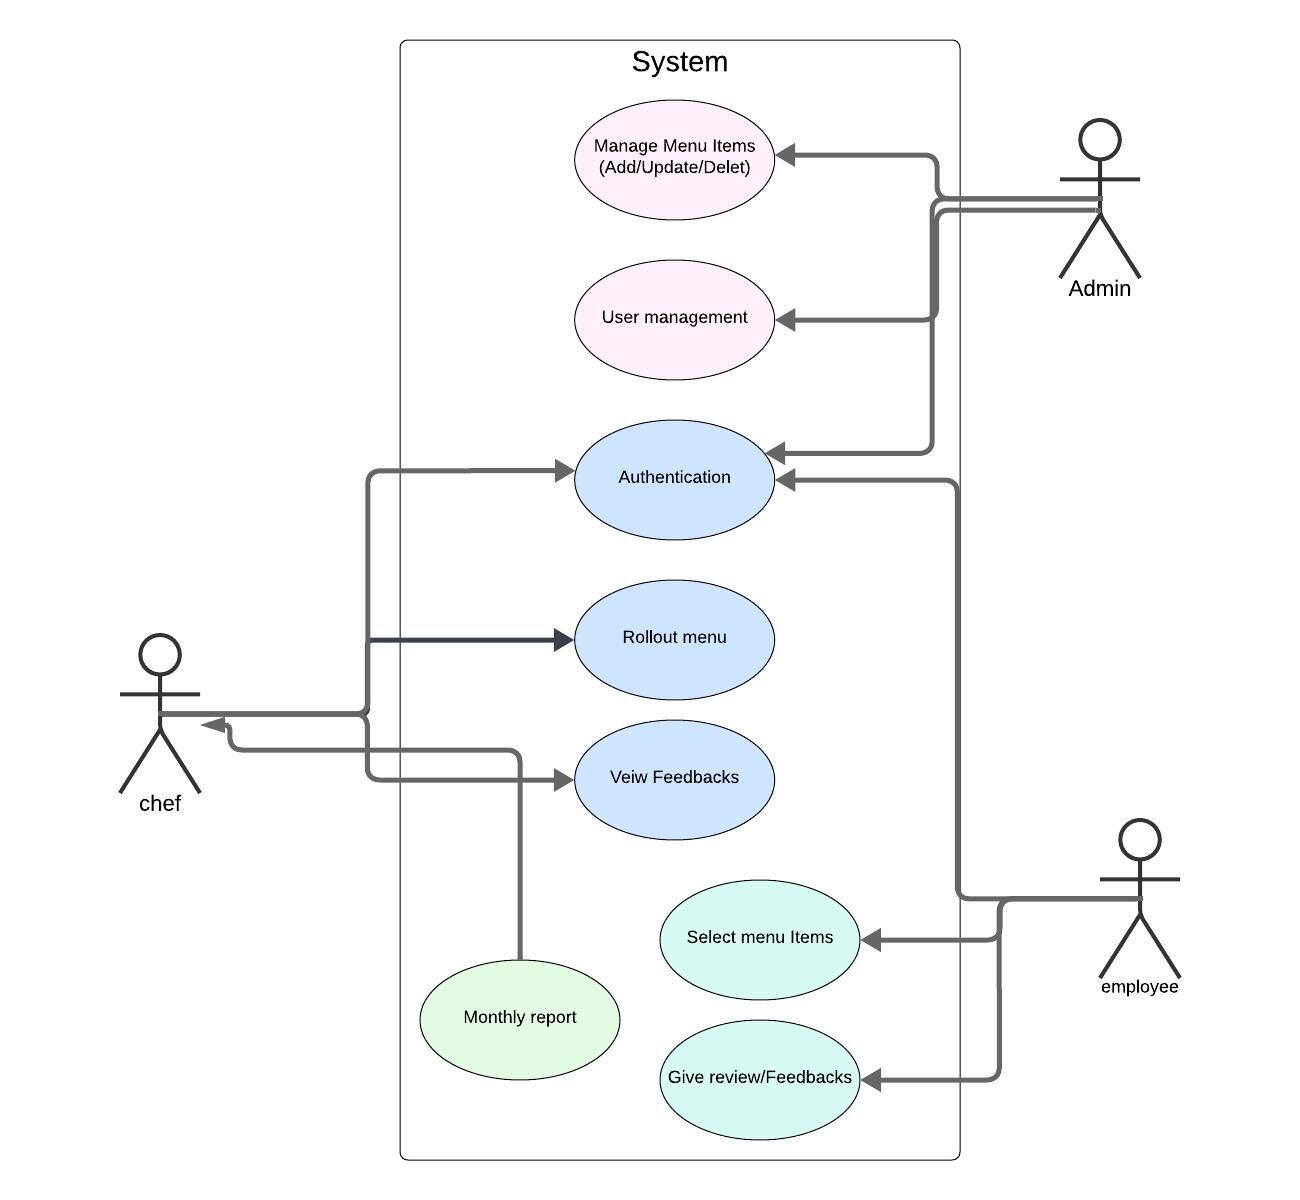 System
Manage Menu Items
(Add/Update/Delet)
Admin
User management
Authentication
Rollout menu
Veiw Feedbacks
chef
Select menu Items
employee
Monthly report
Give review/Feedbacks